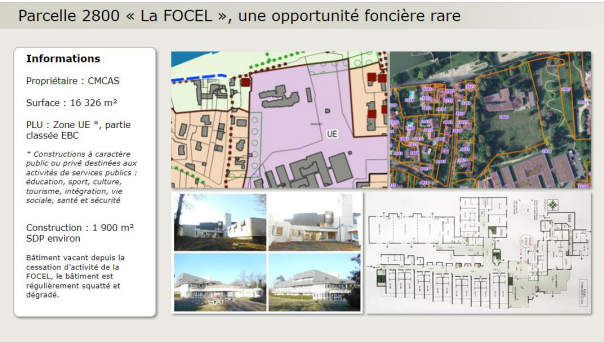 Parcelle 2800 « La FOCEL », une opportunité foncière rare
Informations
Propriétaire : CMCAS
Surface : 16 326 m²
PLU : Zone UE *, partie
classée EBC
* Constructions à caractère
public ou privé destinées aux
activités de services publics :
éducation, sport, culture,
tourisme, intégration, vie
sociale, santé et sécurité
Construction : 1 900 m²
SDP environ
Bâtiment vacant depuis la
cessation d'activité de la
FOCEL, le bâtiment est
régulièrement squatté et
dégradé.
UE